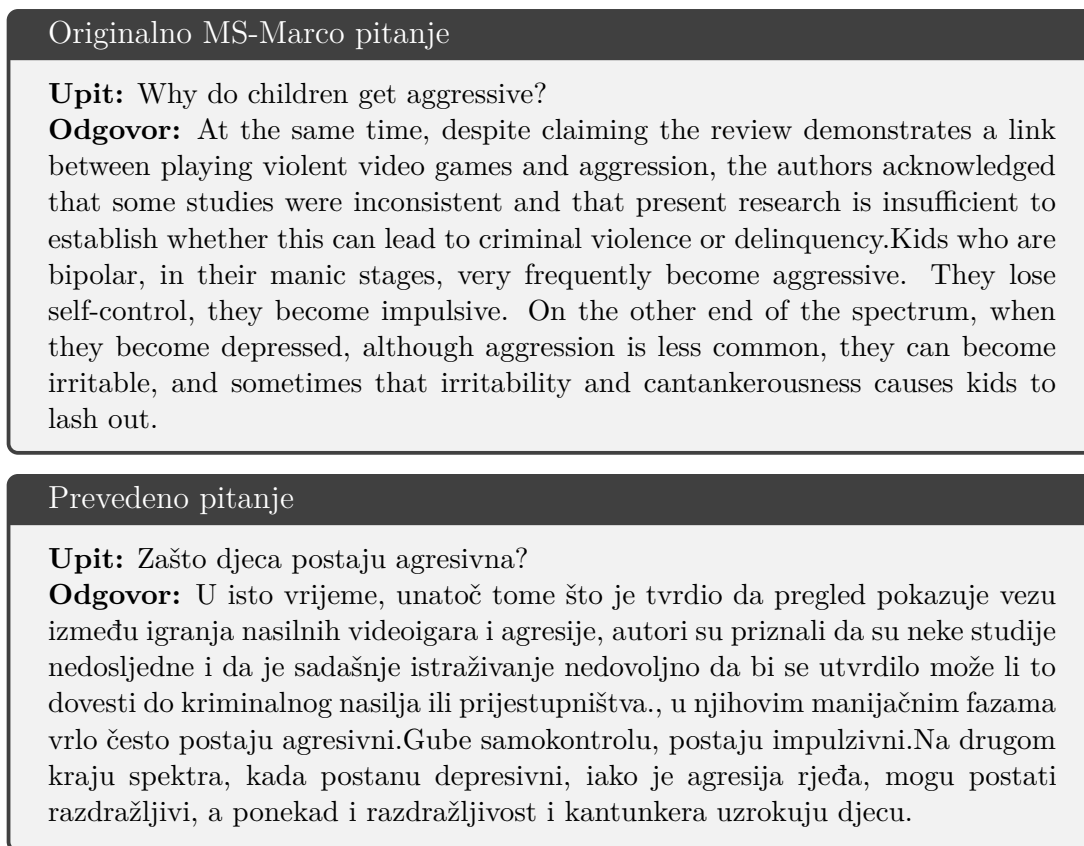 Originalno MS-Marco pitanje
Upit: Why do children get aggressive?
Odgovor: At the same time, despite claiming the review demonstrates a link
between playing violent video games and aggression, the authors acknowledged
that some studies were inconsistent and that present research is insufficient to
establish whether this can lead to criminal violence or delinquency.Kids who are
bipolar, in their manic stages, very frequently become aggressive. They lose
self-control, they become impulsive. On the other end of the spectrum, when
they become depressed, although aggression is less common, they can become
irritable, and sometimes that irritability and cantankerousness causes kids to
lash out.
Prevedeno pitanje
Upit: Zašto djeca postaju agresivna?
Odgovor: U isto vrijeme, unatoč tome što je tvrdio da pregled pokazuje vezu
između igranja nasilnih videoigara i agresije, autori su priznali da su neke studije
nedosljedne i da je sadašnje istraživanje nedovoljno da bi se utvrdilo može li to
dovesti do kriminalnog nasilja ili prijestupništva., u njihovim manijačnim fazama
vrlo često postaju agresivni.Gube samokontrolu, postaju impulzivni.Na drugom
kraju spektra, kada postanu depresivni, iako je agresija rjeđa, mogu postati
razdražljivi, a ponekad i razdražljivost i kantunkera uzrokuju djecu.